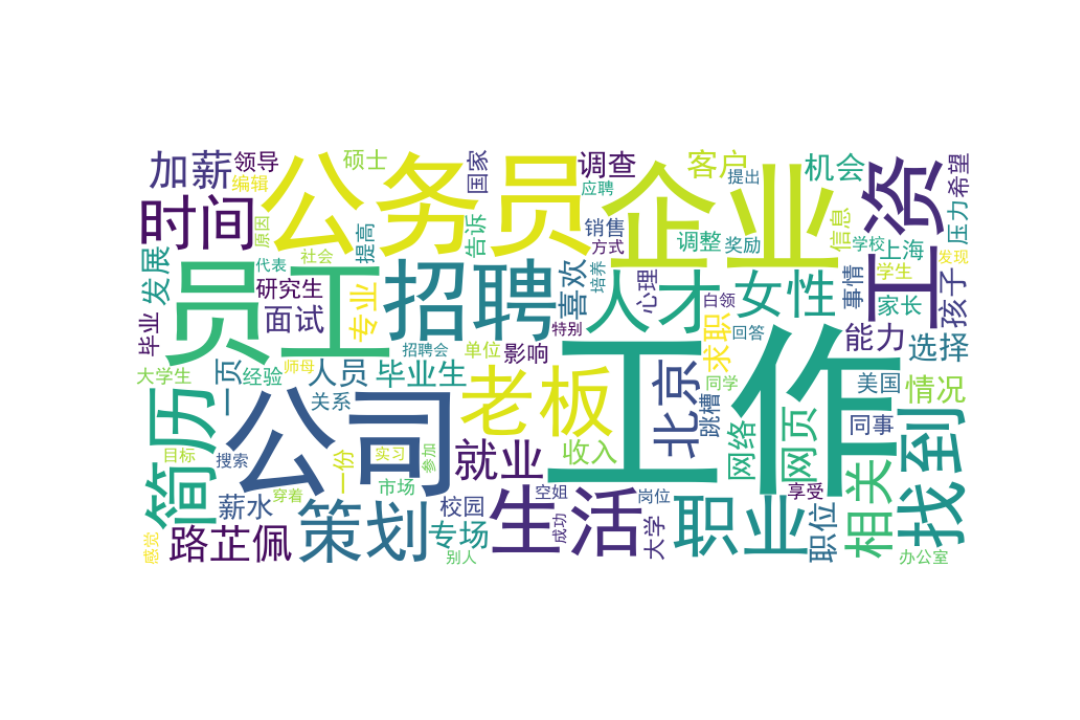 加薪
领导
编辑
公务员
硕士
国家
调查
应聘
客户
提出
机会
工资
希望
压力
时间
原因
提高
告诉
企业
销售
方式
调整
奖励
信息
学校
上海
发现
发展
代表
社会
员工
研究生
面试
专业
招聘
喜欢
特别
培养
人才
心理
白领
女性
回答
事情
学生
家长
孩子
毕业
求职
能力
选择
大学生
一页
经验
师母
人员
招聘会
毕业生
单位
影响
工作
同学
跳槽
北京
美国
同事
情况
简历
关系
公司
老板
网络
网页
找到
目标
搜索
穿着
一份
实习
市场
参加
就业
收入
相关
薪水
策划
校园
专场
生活
空姐
成功
岗位
大学
职业
享受
职位
感觉
路芷佩
别人
办公室